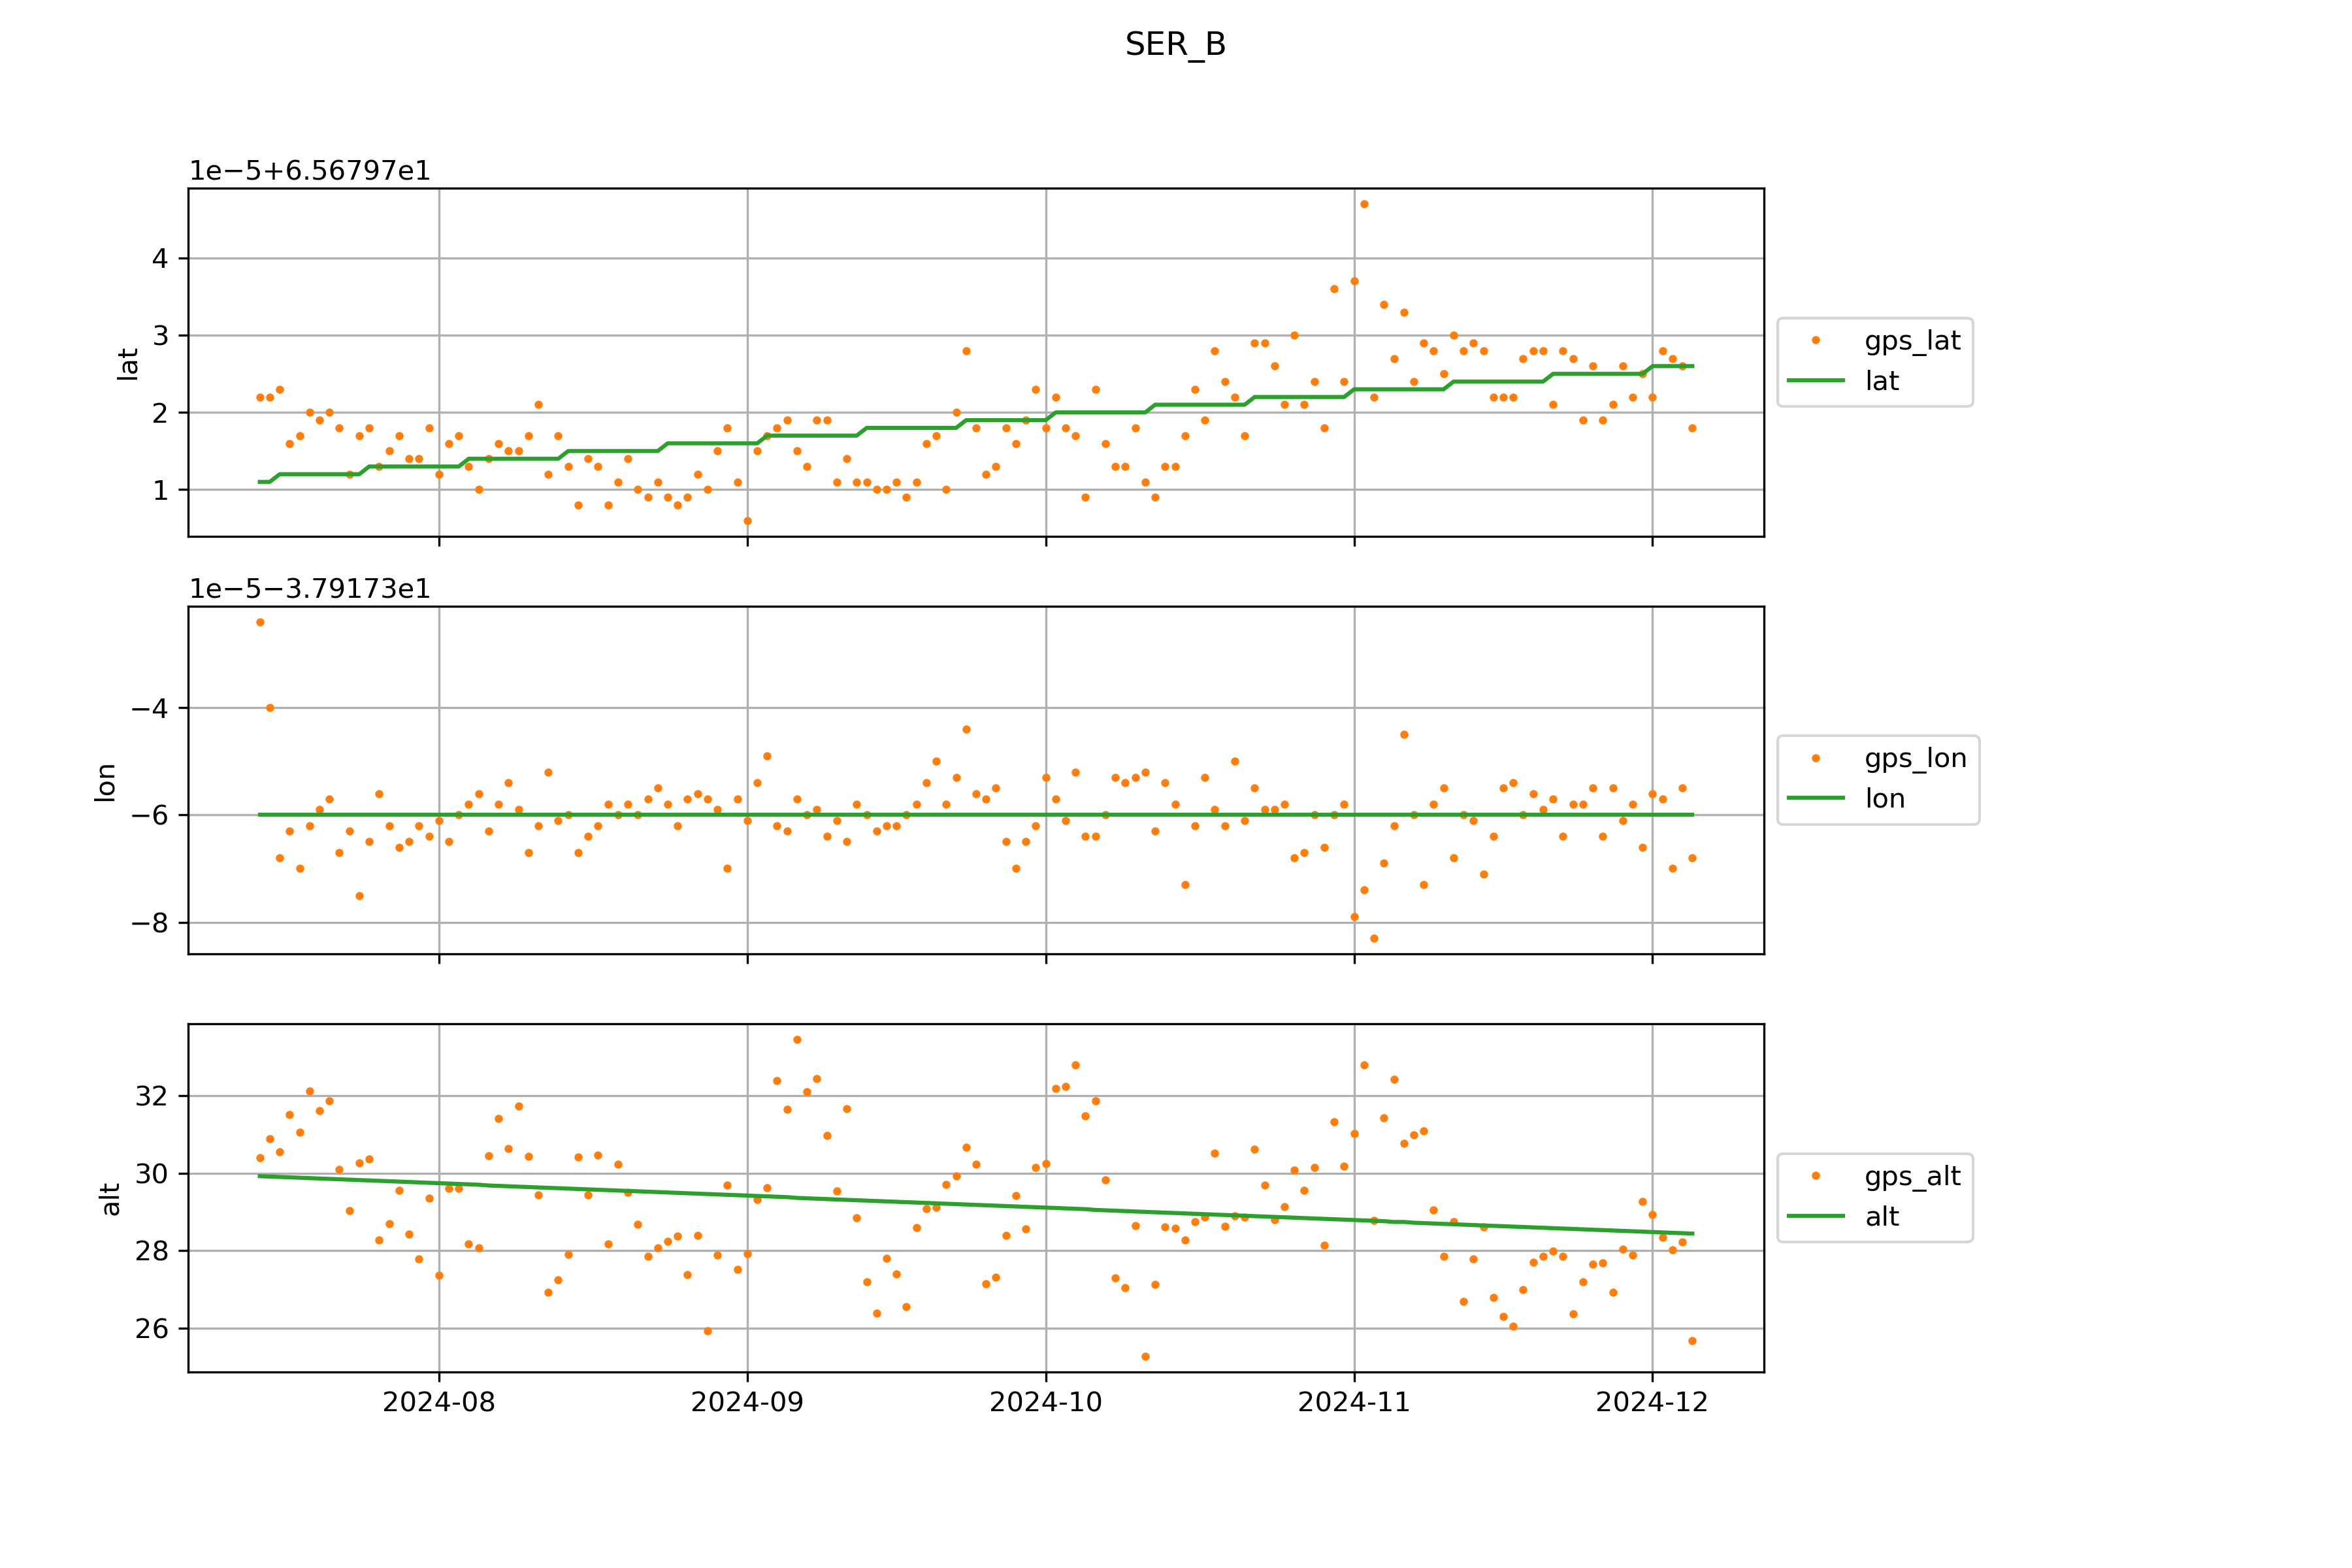 SER_B
1e−5+6.56797e1
4
3
2
1
lat
gps_lat
lat
1e−5−3.79173e1
−4
−6
−8
lon
gps_lon
lon
32
30
28
26
alt
gps_alt
alt
2024-08 2024-09 2024-10 2024-11 2024-12